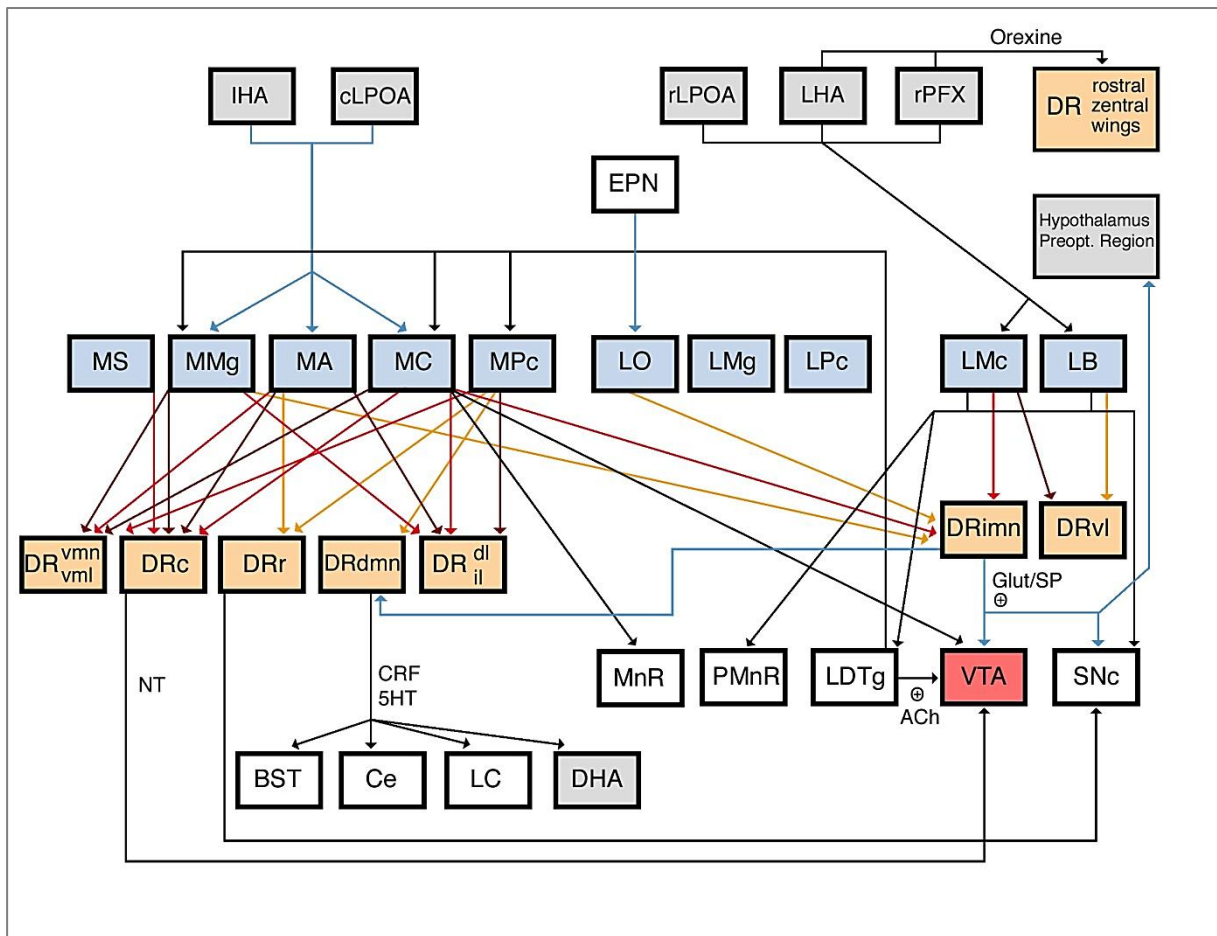 Orexine
lHA
cLPOA
rLPOA
LHA
rPFX
DR
rostral
zentral
wings
EPN
Hypothalamus
Preopt. Region
MS
MMg
MA
MC
MPc
LO
LMg
LPc
LMc
LB
DR vmn
vml
DRc
DRr
DRdmn
DR dl
il
DRimn
DRvl
Glut/SP
⊕
NT
CRF
5HT
MnR
PMnR
LDTg
VTA
SNc
⊕
ACh
BST
Ce
LC
DHA